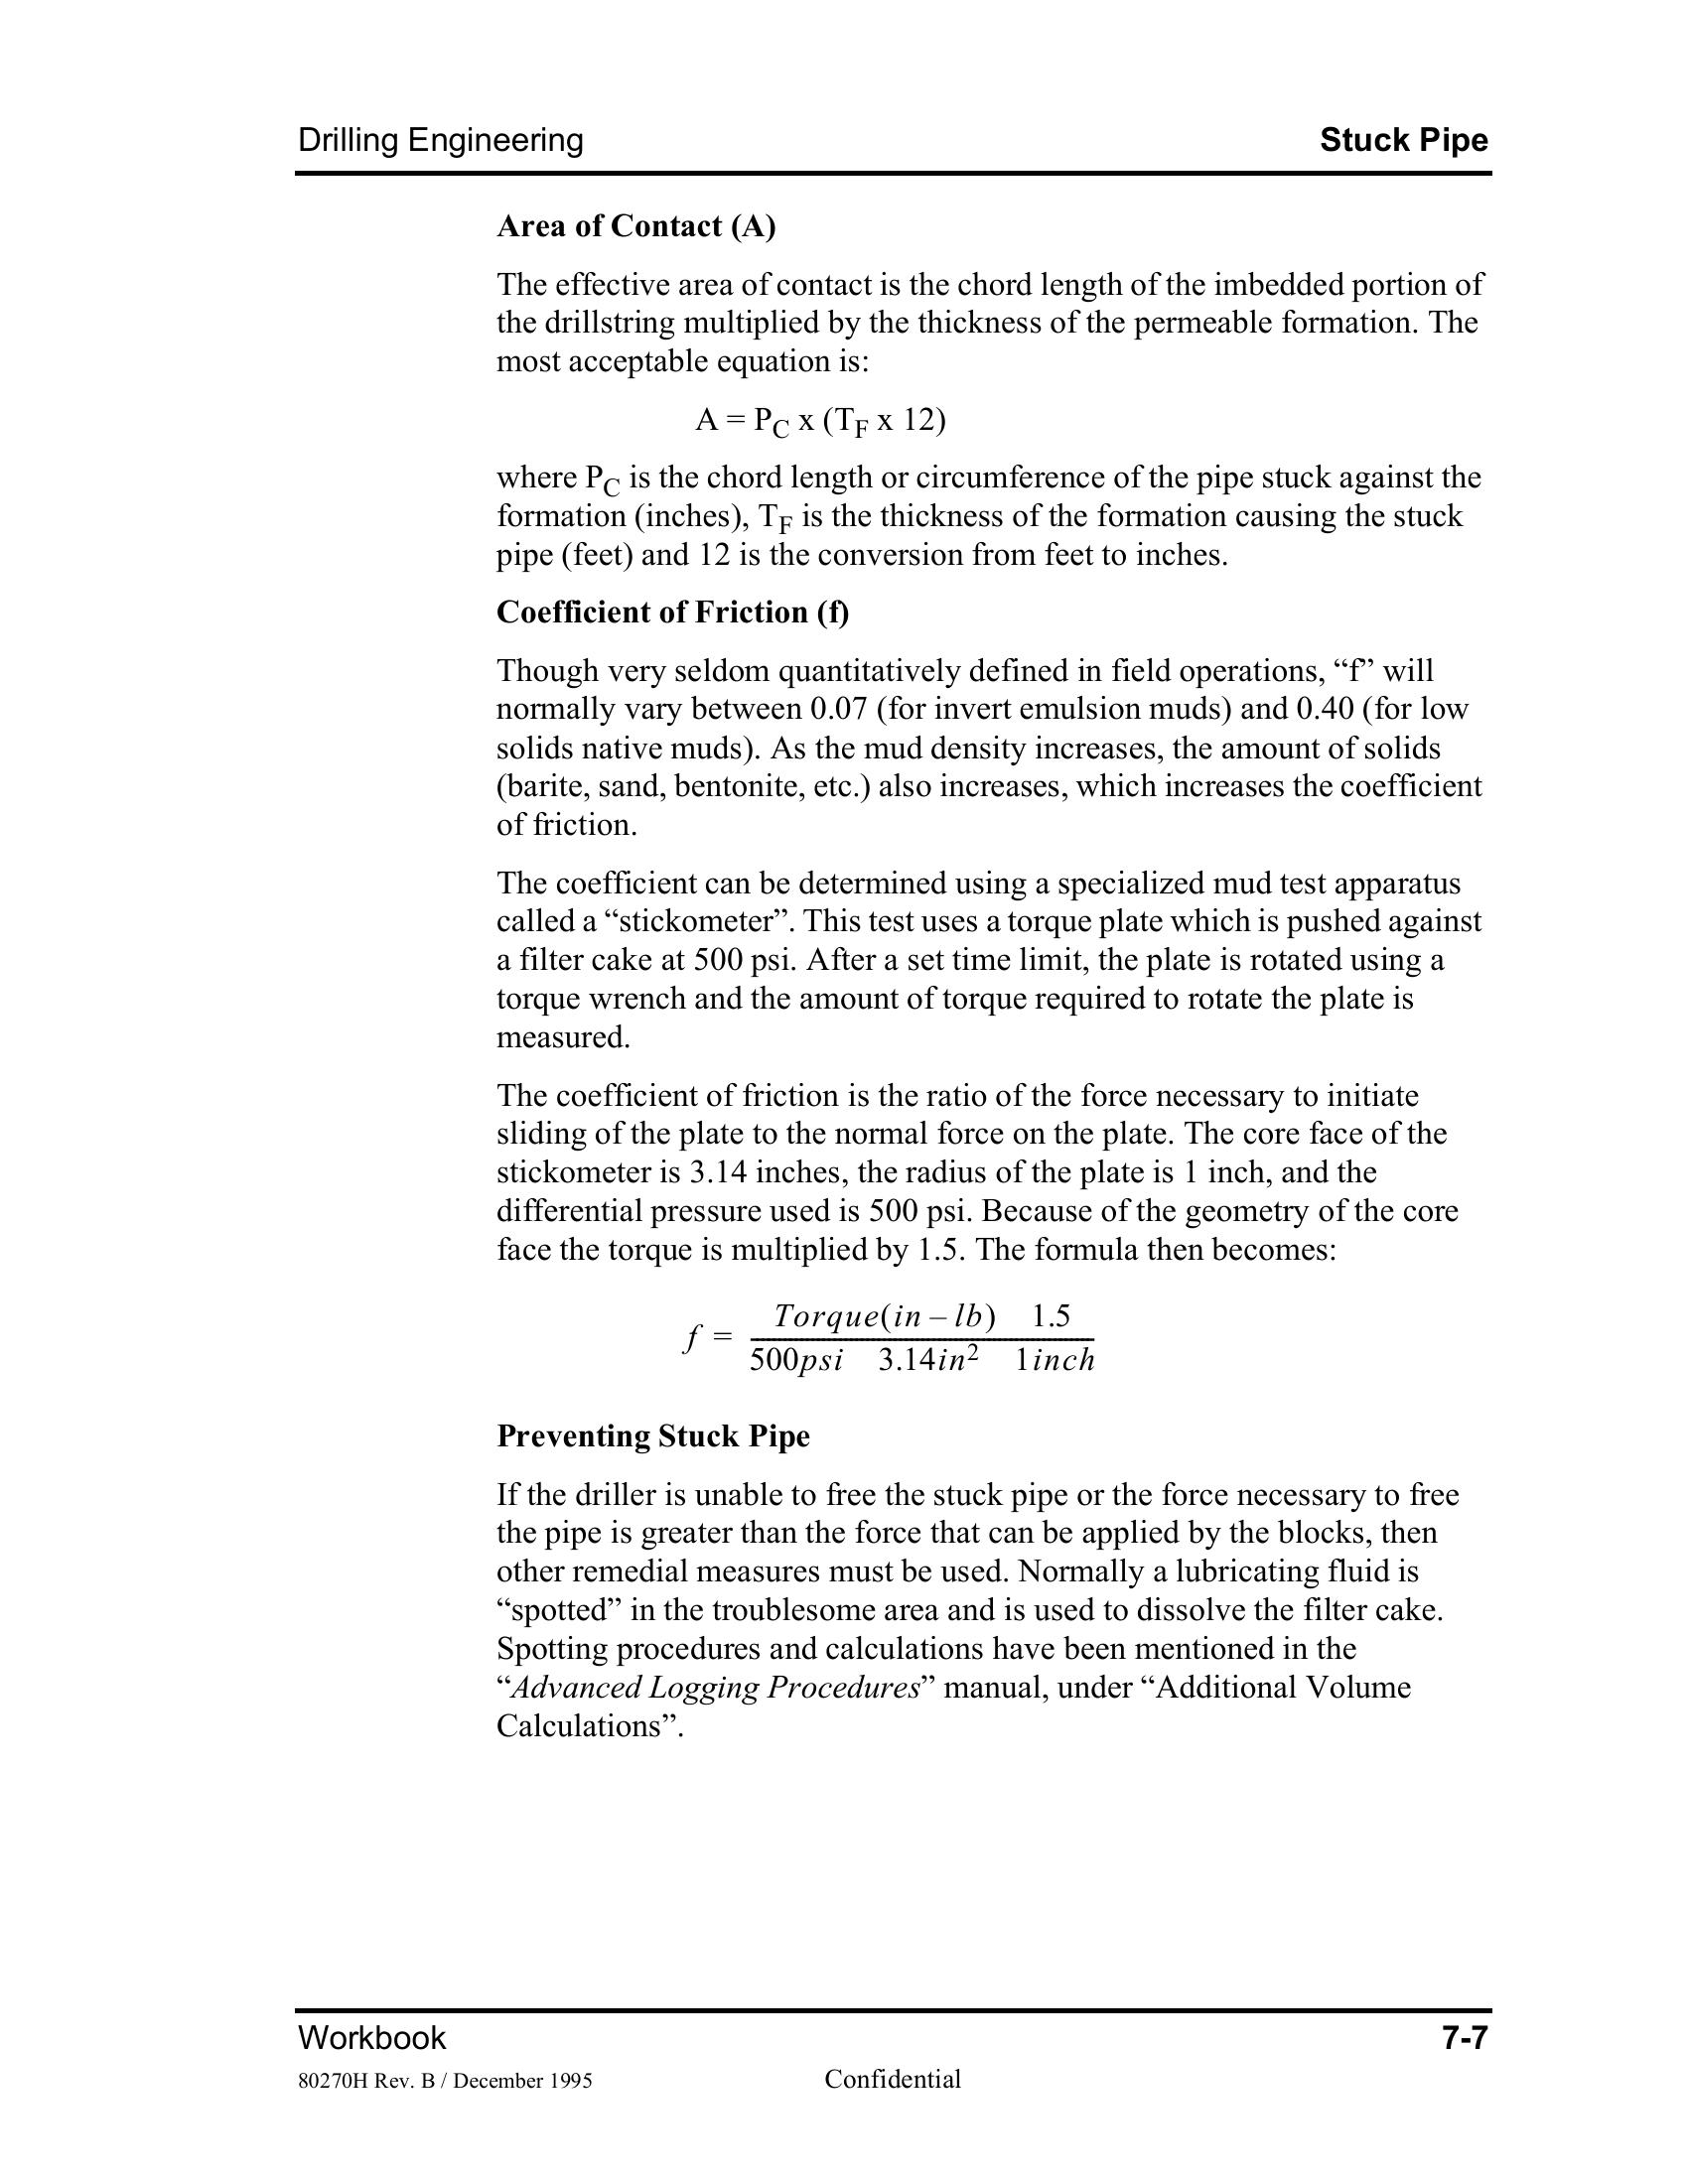 Drilling Engineering Stuck Pipe
Area of Contact (A)
The effective area of contact is the chord length of the imbedded portion of
the drillstring multiplied by the thickness of the permeable formation. The
most acceptable equation is:
A = PC x (TF x 12)
where PC is the chord length or circumference of the pipe stuck against the
formation (inches), TF is the thickness of the formation causing the stuck
pipe (feet) and 12 is the conversion from feet to inches.
Coefficient of Friction (f)
Though very seldom quantitatively defined in field operations, “f” will
normally vary between 0.07 (for invert emulsion muds) and 0.40 (for low
solids native muds). As the mud density increases, the amount of solids
(barite, sand, bentonite, etc.) also increases, which increases the coefficient
of friction.
The coefficient can be determined using a specialized mud test apparatus
called a “stickometer”. This test uses a torque plate which is pushed against
a filter cake at 500 psi. After a set time limit, the plate is rotated using a
torque wrench and the amount of torque required to rotate the plate is
measured.
The coefficient of friction is the ratio of the force necessary to initiate
sliding of the plate to the normal force on the plate. The core face of the
stickometer is 3.14 inches, the radius of the plate is 1 inch, and the
differential pressure used is 500 psi. Because of the geometry of the core
face the torque is multiplied by 1.5. The formula then becomes:
Torque(in – lb) 1.5
f =
500psi 3.14in2 1inch
Preventing Stuck Pipe
If the driller is unable to free the stuck pipe or the force necessary to free
the pipe is greater than the force that can be applied by the blocks, then
other remedial measures must be used. Normally a lubricating fluid is
“spotted” in the troublesome area and is used to dissolve the filter cake.
Spotting procedures and calculations have been mentioned in the
“Advanced Logging Procedures” manual, under “Additional Volume
Calculations”.
Workbook 7-7
80270H Rev. B / December 1995 Confidential